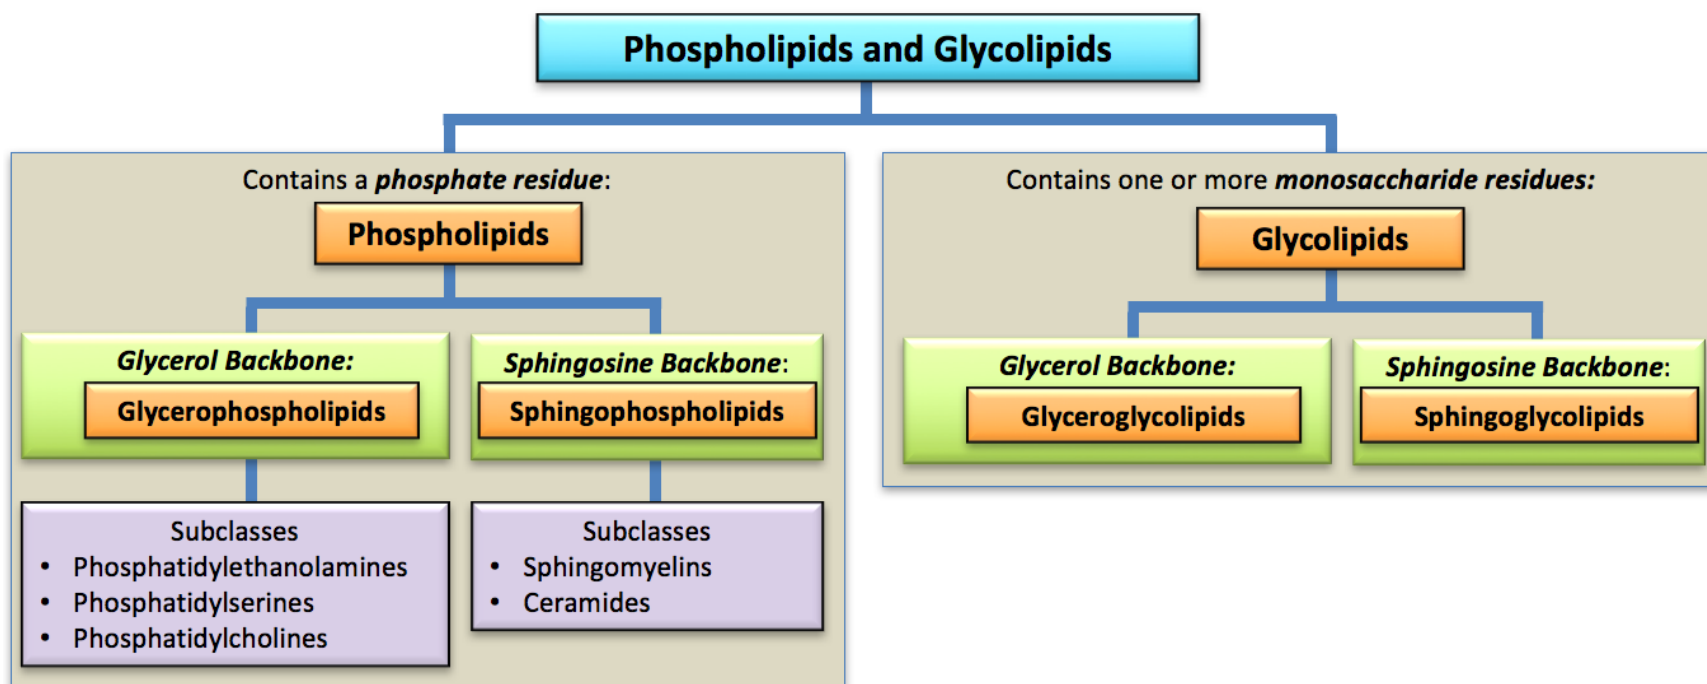 Phospholipids and Glycolipids
Contains a phosphate residue:
Phospholipids
Glycerol Backbone:
Glycerophospholipids
Sphingosine Backbone:
Sphingophospholipids
Subclasses
• Phosphatidylethanolamines
• Phosphatidylserines
• Phosphatidylcholines
Subclasses
• Sphingomyelins
• Ceramides
Contains one or more monosaccharide residues:
Glycolipids
Glycerol Backbone:
Glyceroglycolipids
Sphingosine Backbone:
Sphingoglycolipids